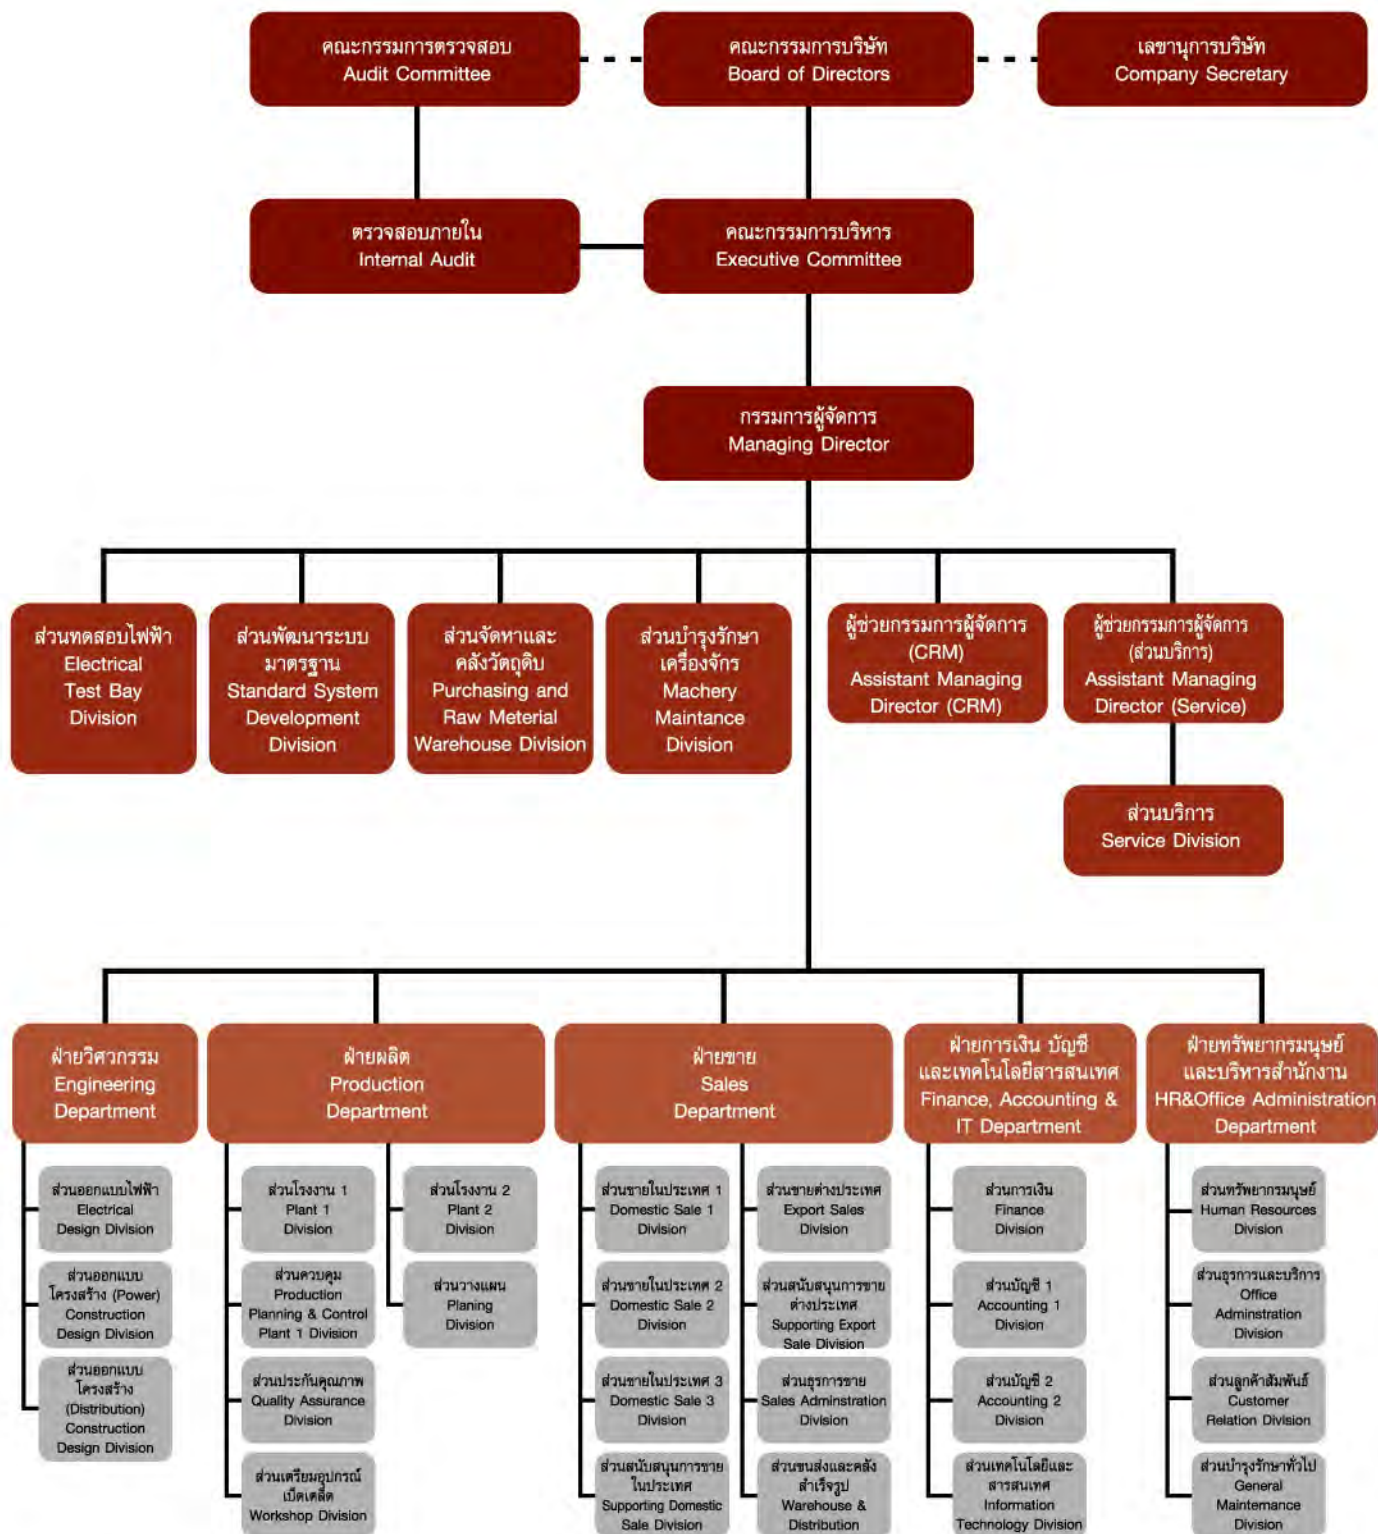 คณะกรรมการตรวจสอบ
Audit Committee
คณะกรรมการบริษัท
Board of Directors
เลขานุการบริษัท
Company Secretary
ตรวจสอบภายใน
Internal Audit
คณะกรรมการบริหาร
Executive Committee
กรรมการผู้จัดการ
Managing Director
ส่วนทดสอบไฟฟ้า
Electrical
Test Bay
Division
ส่วนพัฒนาระบบ
มาตรฐาน
Standard System
Development
Division
ส่วนจัดหาและ
คลังวัตถุดิบ
Purchasing and
Raw Meterial
Warehouse Division
ส่วนบำรุงรักษา
เครื่องจักร
Machery
Maintance
Division
ผู้ช่วยกรรมการผู้จัดการ
(CRM)
Assistant Managing
Director (CRM)
ผู้ช่วยกรรมการผู้จัดการ
(ส่วนบริการ)
Assistant Managing
Director (Service)
ส่วนบริการ
Service Division
ฝ่ายวิศวกรรม
Engineering
Department
ฝ่ายผลิต
Production
Department
ฝ่ายขาย
Sales
Department
ฝ่ายการเงิน บัญชี
และเทคโนโลยีสารสนเทศ
Finance, Accounting &
IT Department
ฝ่ายทรัพยากรมนุษย์
และบริหารสำนักงาน
HR&Office Administration
Department
ส่วนออกแบบไฟฟ้า
Electrical
Design Division
ส่วนออกแบบ
โครงสร้าง (Power)
Construction
Design Division
ส่วนออกแบบ
โครงสร้าง
(Distribution)
Construction
Design Division
ส่วนโรงงาน 1
Plant 1
Division
ส่วนควบคุม
Production
Planning & Control
Plant 1 Division
ส่วนประกันคุณภาพ
Quality Assurance
Division
ส่วนเตรียมอุปกรณ์
เบ็ดเตล็ด
Workshop Division
ส่วนโรงงาน 2
Plant 2
Division
ส่วนวางแผน
Planing
Division
ส่วนขายในประเทศ 1
Domestic Sale 1
Division
ส่วนขายในประเทศ 2
Domestic Sale 2
Division
ส่วนขายในประเทศ 3
Domestic Sale 3
Division
ส่วนสนับสนุนการขาย
ในประเทศ
Supporting Domestic
Sale Division
ส่วนขายต่างประเทศ
Export Sales
Division
ส่วนสนับสนุนการขาย
ต่างประเทศ
Supporting Export
Sale Division
ส่วนธุรการขาย
Sales Adminstration
Division
ส่วนขนส่งและคลัง
สำเร็จรูป
Warehouse &
Distribution
ส่วนการเงิน
Finance
Division
ส่วนบัญชี 1
Accounting 1
Division
ส่วนบัญชี 2
Accounting 2
Division
ส่วนเทคโนโลยีและ
สารสนเทศ
Information
Technology Division
ส่วนทรัพยากรมนุษย์
Human Resources
Division
ส่วนธุรการและบริการ
Office
Adminstration
Division
ส่วนลูกค้าสัมพันธ์
Customer
Relation Division
ส่วนบำรุงรักษาทั่วไป
General
Maintemance
Division